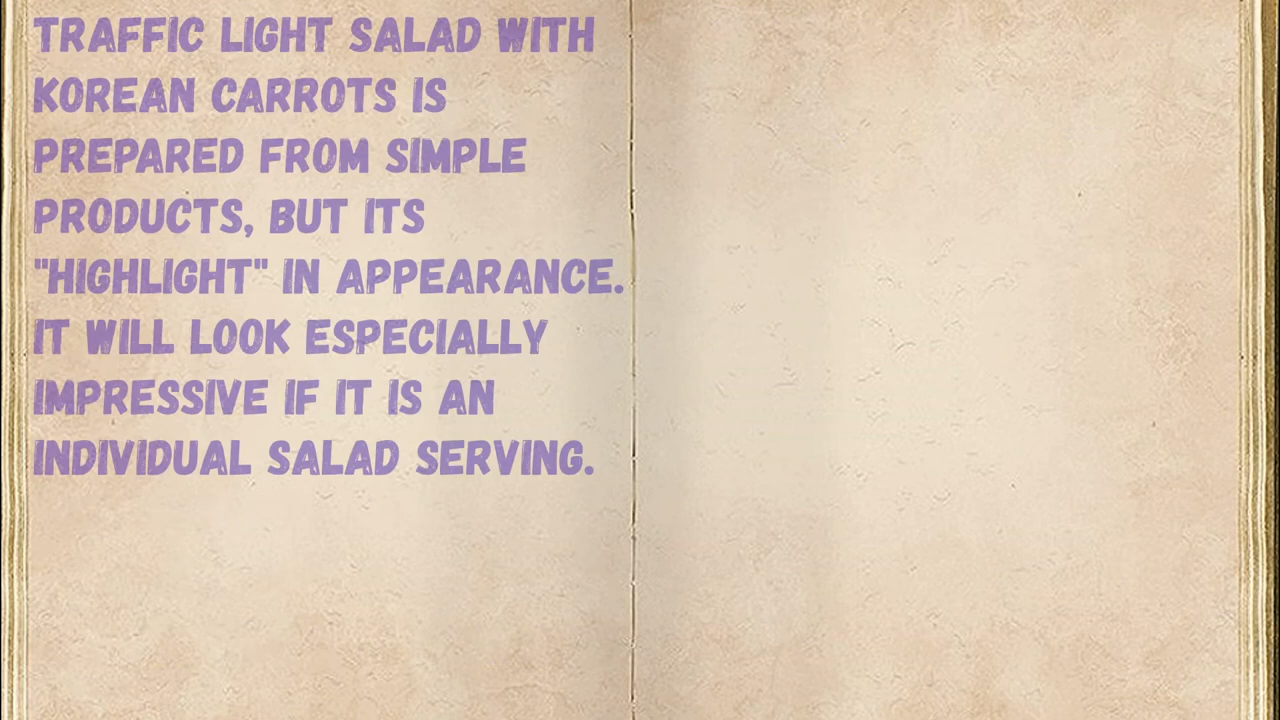 TRAFFIC LIGHT SALAD WITH
KOREAN CARROTS IS
PREPARED FROM SIMPLE
PRODUCTS, BUT ITS
"HIGHLIGHT" IN APPEARANCE.
IT WILL LOOK ESPECIALLY
IMPRESSIVE IF IT IS AN
INDIVIDUAL SALAD SERVING.